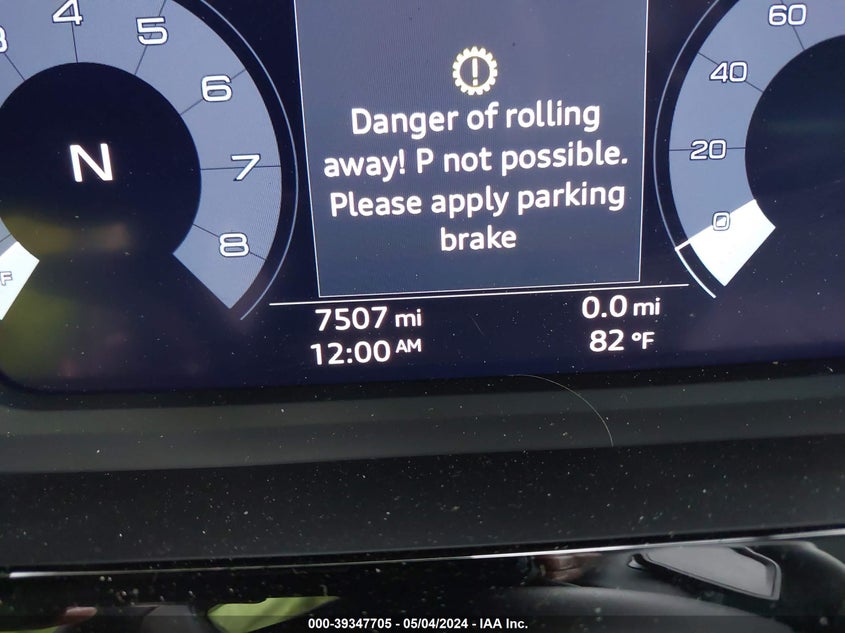 3
4
5
6
7
8
N
F
Danger of rolling
away! P not possible.
Please apply parking
brake
60
40
20
0
7507 mi
0.0 mi
12:00 AM
82 °F
000-39347705 - 05/04/2024 - IAA Inc.